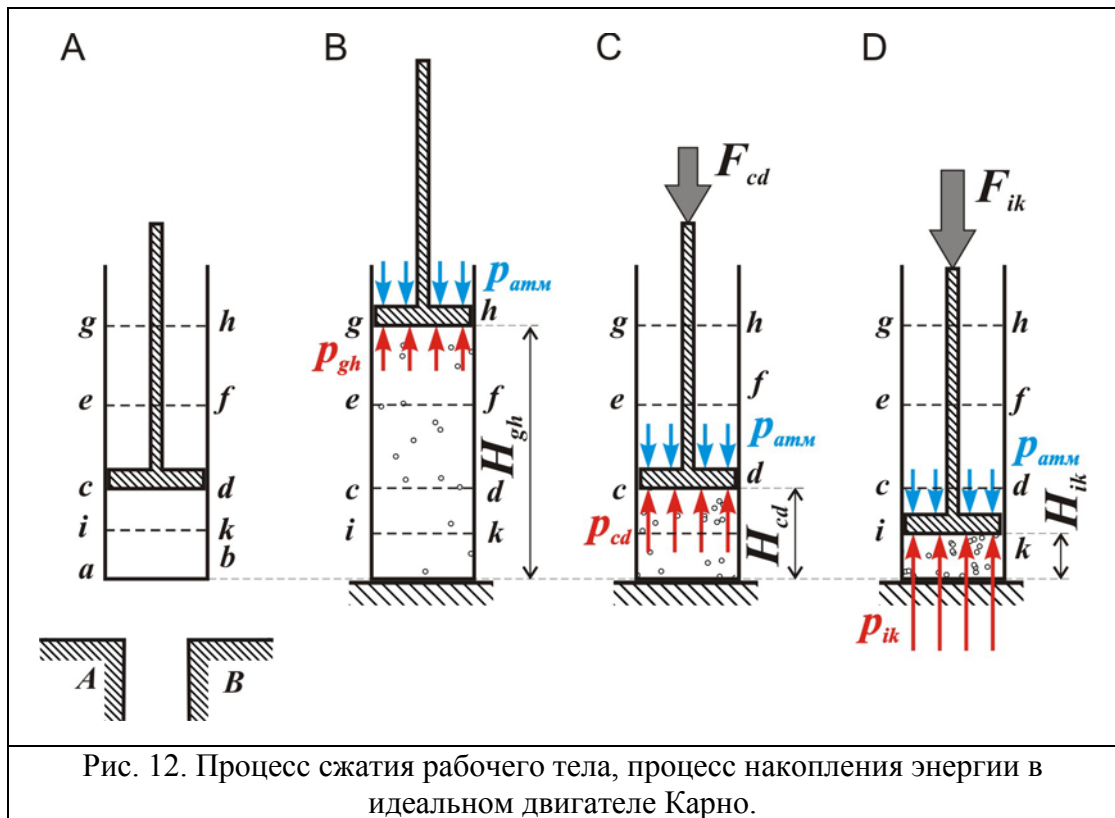 A B C D
F cd
F ik
p атм
g h
g h
g h
g h
p gh
e f
e f
e f
e f
H gh
p атм
p атм
c d
c d
c d
c d
i k
i k
i k
a b
p cd
H cd
H ik
p ik
A B
Рис. 12. Процесс сжатия рабочего тела, процесс накопления энергии в
идеальном двигателе Карно.